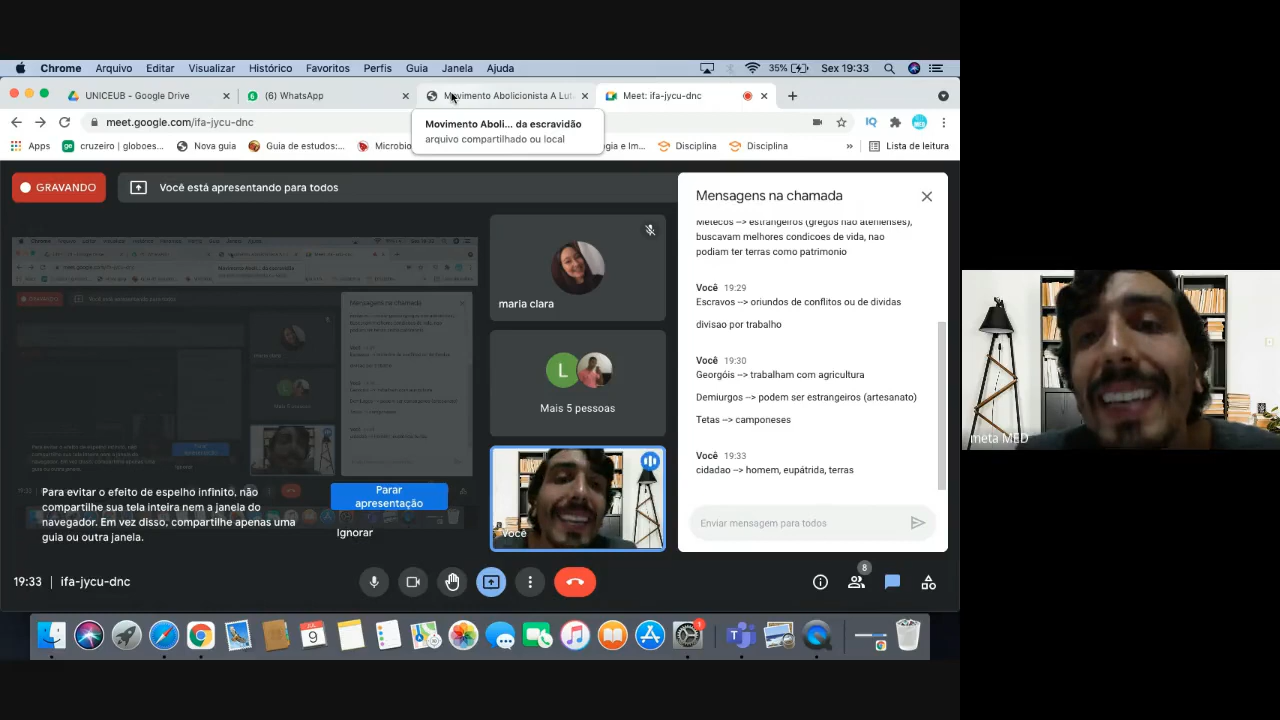 Chrome Arquivo Editar Visualizar Histórico Favoritos Perfis Guia Janela Ajuda 35% Sex 19:33
UNICEUB - Google Drive (6) WhatsApp Movimento Abolicionista A Lut Meet: ifa-jycu-dnc
meet.google.com/ifa-jycu-dnc
Movimento Aboli... da escravidão
arquivo compartilhado ou local
Apps cruzeiro | globoes... Nova guia Guia de estudos:... Microbio gia e Im... Disciplina Disciplina » Lista de leitura
GRAVANDO
Você está apresentando para todos
maria clara
L
Mais 5 pessoas
Você
Para evitar o efeito de espelho infinito, não
compartilhe sua tela inteira nem a janela do
navegador. Em vez disso, compartilhe apenas uma
guia ou outra janela.
Parar
apresentação
Ignorar
Mensagens na chamada
Metecos --> estrangeiros (gregos nao atenienses),
buscavam melhores condicoes de vida, nao
podiam ter terras como patrimonio
Você 19:29
Escravos --> oriundos de conflitos ou de dividas
divisao por trabalho
Você 19:30
Georgóis --> trabalham com agricultura
Demiurgos --> podem ser estrangeiros (artesanato)
Tetas --> camponeses
Você 19:33
cidadao --> homem, eupátrida, terras
Enviar mensagem para todos
19:33 | ifa-jycu-dnc
8
JUL
9
1
meta MED